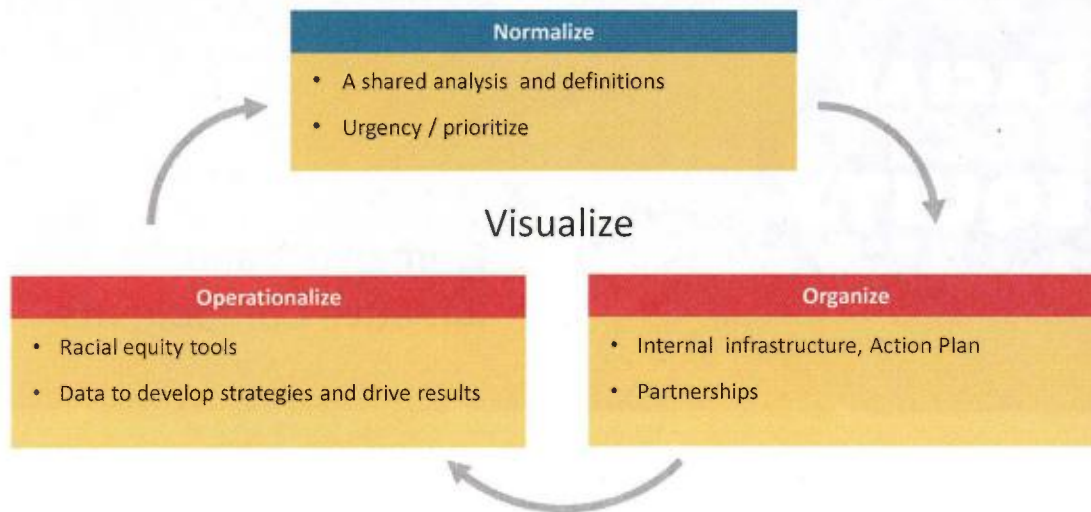 Normalize
• A shared analysis and definitions
• Urgency / prioritize
Visualize
Operationalize
• Racial equity tools
• Data to develop strategies and drive results
Organize
• Internal infrastructure, Action Plan
• Partnerships